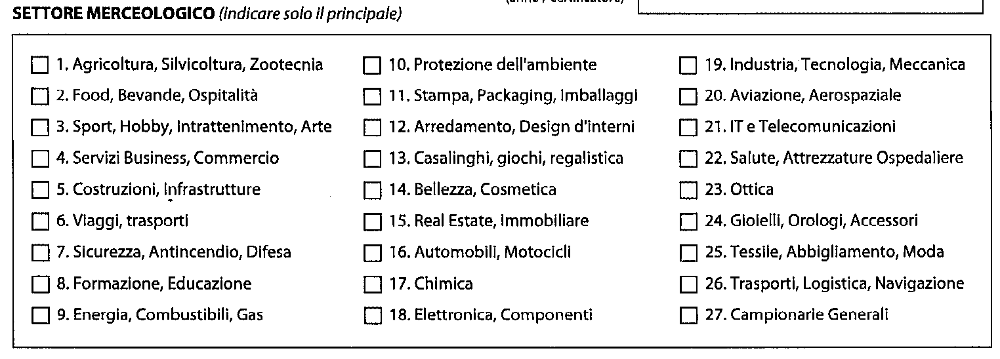 SETTORE MERCEOLOGICO (indicare solo il principale)
1. Agricoltura, Silvicoltura, Zootecnia
2. Food, Bevande, Ospitalità
3. Sport, Hobby, Intrattenimento, Arte
4. Servizi Business, Commercio
5. Costruzioni, Infrastrutture
6. Viaggi, trasporti
7. Sicurezza, Antincendio, Difesa
8. Formazione, Educazione
9. Energia, Combustibili, Gas
10. Protezione dell'ambiente
11. Stampa, Packaging, Imballaggi
12. Arredamento, Design d'interni
13. Casalinghi, giochi, regalistica
14. Bellezza, Cosmetica
15. Real Estate, Immobiliare
16. Automobili, Motocicli
17. Chimica
18. Elettronica, Componenti
19. Industria, Tecnologia, Meccanica
20. Aviazione, Aerospaziale
21. IT e Telecomunicazioni
22. Salute, Attrezzature Ospedaliere
23. Ottica
24. Gioielli, Orologi, Accessori
25. Tessile, Abbigliamento, Moda
26. Trasporti, Logistica, Navigazione
27. Campionarie Generali